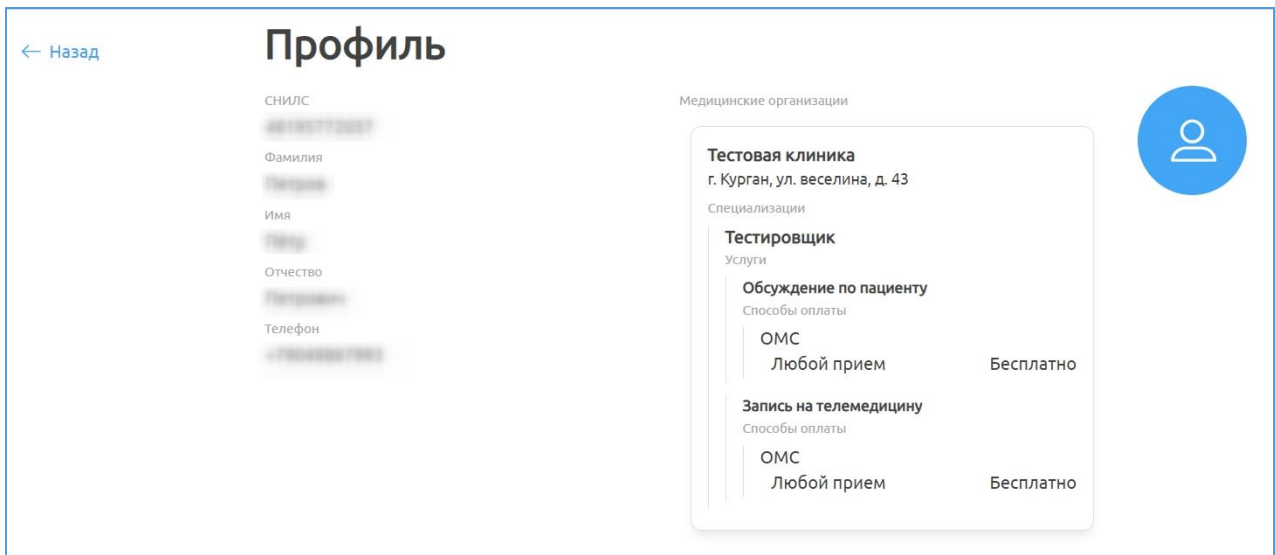 ← Назад
Профиль
СНИЛС
Фамилия
Имя
Отчество
Телефон
Медицинские организации
Тестовая клиника
г. Курган, ул. веселина, д. 43
Специализации
Тестировщик
Услуги
Обсуждение по пациенту
Способы оплаты
ОМС
Любой прием Бесплатно
Запись на телемедицину
Способы оплаты
ОМС
Любой прием Бесплатно